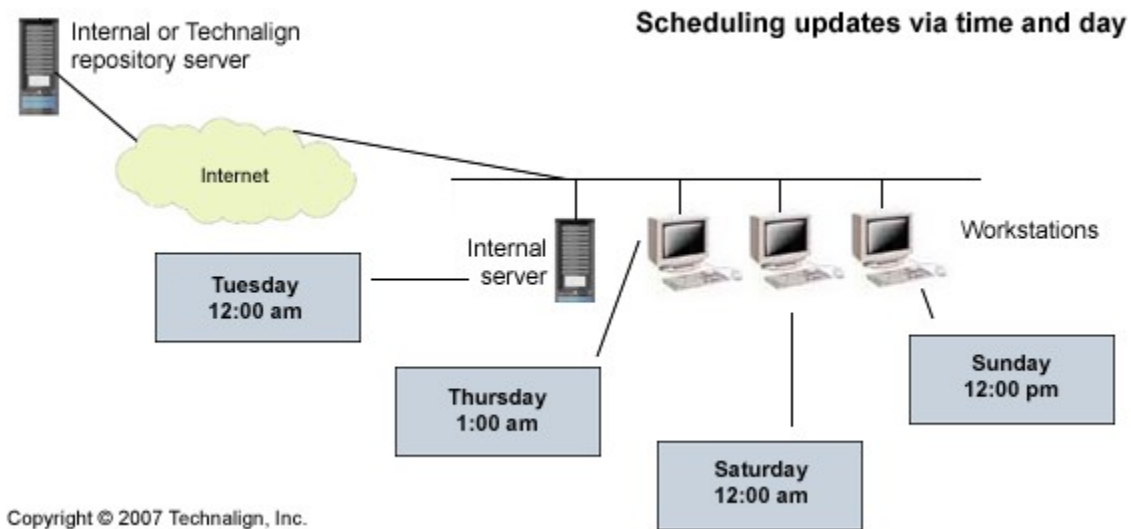 Scheduling updates via time and day
Internal or Technalign
repository server
Internet
Internal
server
Workstations
Tuesday
12:00 am
Thursday
1:00 am
Saturday
12:00 am
Sunday
12:00 pm
Copyright © 2007 Technalign, Inc.